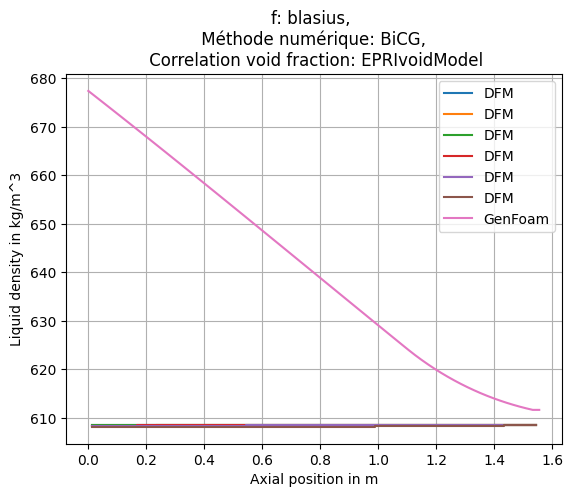 f: blasius,
Méthode numérique: BiCG,
Correlation void fraction: EPRIvoidModel
680
670
660
650
640
630
620
610
Liquid density in kg/m^3
DFM
DFM
DFM
DFM
DFM
DFM
GenFoam
0.0 0.2 0.4 0.6 0.8 1.0 1.2 1.4 1.6
Axial position in m